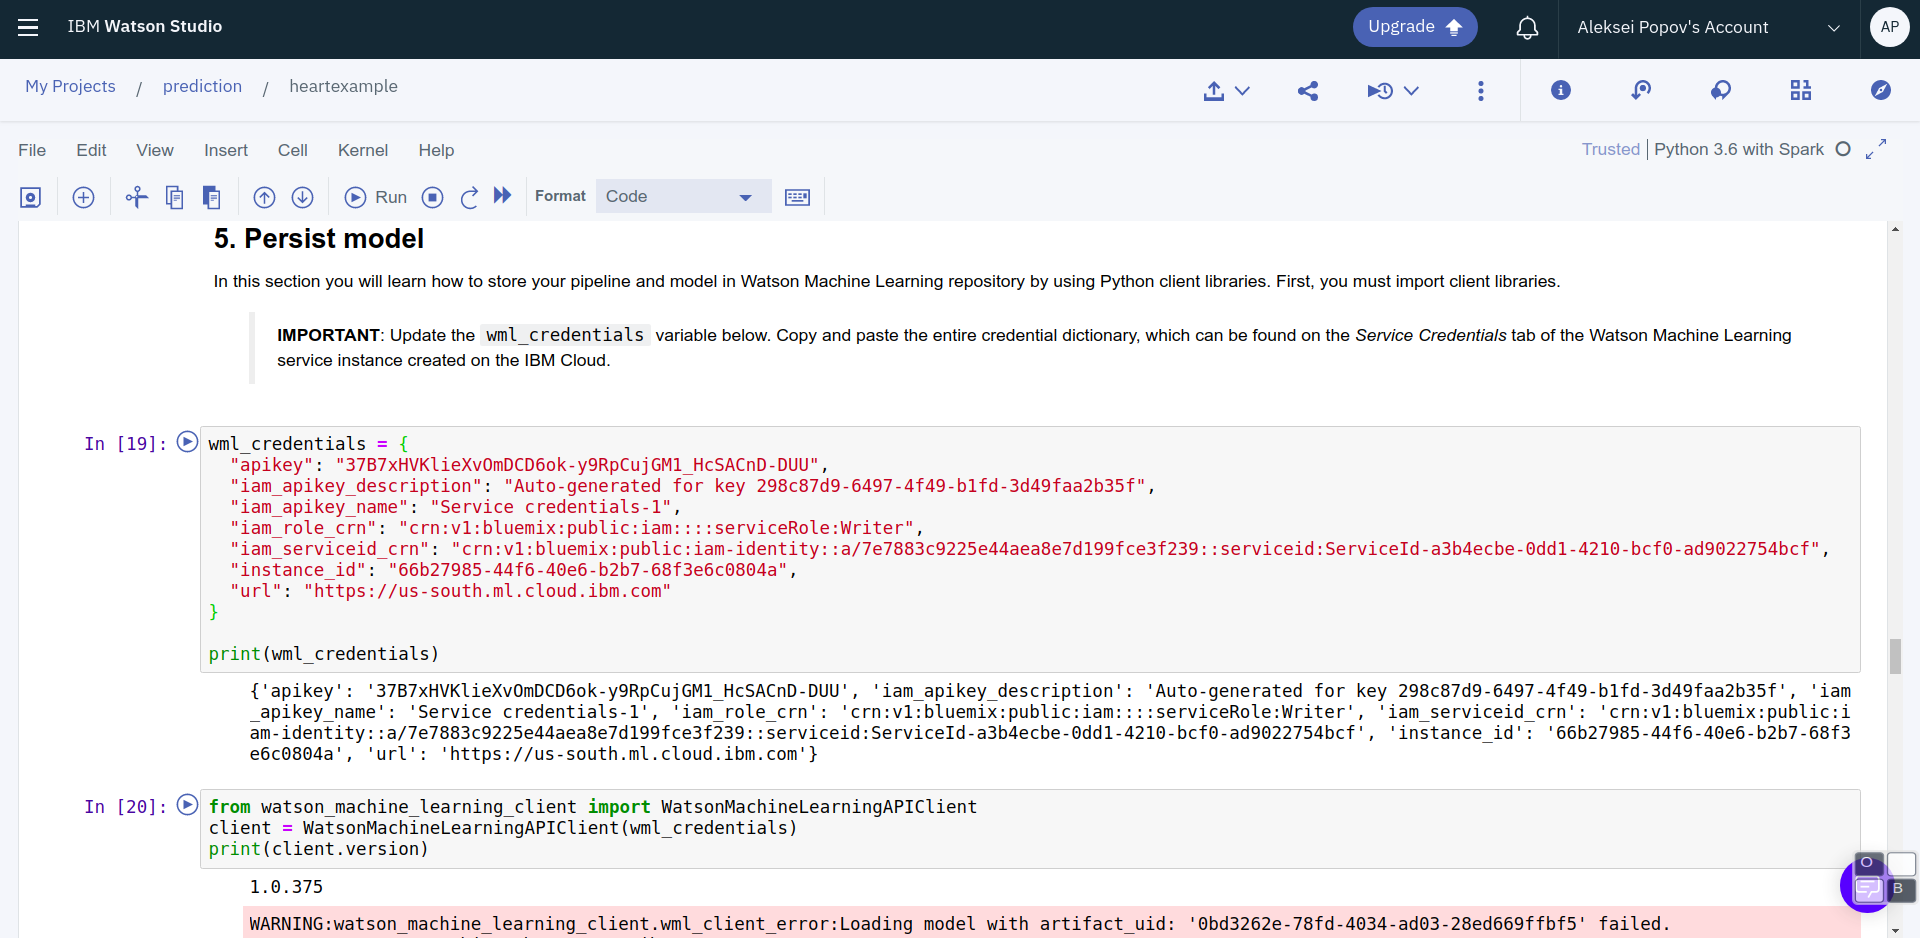 IBM Watson Studio
Upgrade
Aleksei Popov's Account
AP
My Projects / prediction / heartexample
File Edit View Insert Cell Kernel Help
Trusted | Python 3.6 with Spark
Run
Format
Code
5. Persist model
In this section you will learn how to store your pipeline and model in Watson Machine Learning repository by using Python client libraries. First, you must import client libraries.
IMPORTANT: Update the wml_credentials variable below. Copy and paste the entire credential dictionary, which can be found on the Service Credentials tab of the Watson Machine Learning
service instance created on the IBM Cloud.
In [19]:
wml_credentials = {
"apikey": "37B7xHVKlieXvOmDCD6ok-y9RpCujGM1_HcSACnD-DUU",
"iam_apikey_description": "Auto-generated for key 298c87d9-6497-4f49-b1fd-3d49faa2b35f",
"iam_apikey_name": "Service credentials-1",
"iam_role_crn": "crn:v1:bluemix:public:iam::::serviceRole:Writer",
"iam_serviceid_crn": "crn:v1:bluemix:public:iam-identity::a/7e7883c9225e44aea8e7d199fce3f239::serviceid:ServiceId-a3b4ecbe-0dd1-4210-bcf0-ad9022754bcf",
"instance_id": "66b27985-44f6-40e6-b2b7-68f3e6c0804a",
"url": "https://us-south.ml.cloud.ibm.com"
}
print(wml_credentials)
{'apikey': '37B7xHVKlieXvOmDCD6ok-y9RpCujGM1_HcSACnD-DUU', 'iam_apikey_description': 'Auto-generated for key 298c87d9-6497-4f49-b1fd-3d49faa2b35f', 'iam
_apikey_name': 'Service credentials-1', 'iam_role_crn': 'crn:v1:bluemix:public:iam::::serviceRole:Writer', 'iam_serviceid_crn': 'crn:v1:bluemix:public:i
am-identity::a/7e7883c9225e44aea8e7d199fce3f239::serviceid:ServiceId-a3b4ecbe-0dd1-4210-bcf0-ad9022754bcf', 'instance_id': '66b27985-44f6-40e6-b2b7-68f3
e6c0804a', 'url': 'https://us-south.ml.cloud.ibm.com'}
In [20]:
from watson_machine_learning_client import WatsonMachineLearningAPIClient
client = WatsonMachineLearningAPIClient(wml_credentials)
print(client.version)
1.0.375
O
B
WARNING:watson_machine_learning_client.wml_client_error:Loading model with artifact_uid: '0bd3262e-78fd-4034-ad03-28ed669ffbf5' failed.